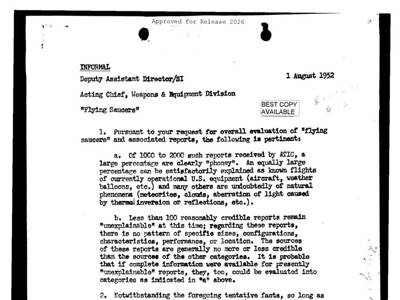 Approved for Release 2026
INFORMAL
Deputy Assistant Director/SI
1 August 1952
Acting Chief, Weapons & Equipment Division
BEST COPY
AVAILABLE
"Flying Saucers"
1. Pursuant to your request for overall evaluation of "flying
saucers" and associated reports, the following is pertinent:
a. Of 1000 to 2000 such reports received by ATIC, a
large percentage are clearly "phoney". An equally large
percentage can be satisfactorily explained as known flights
of currently operational U.S. equipment (aircraft, weather
balloons, etc.) and many others are undoubtedly of natural
phenomena (meteorites, clouds, aberration of light caused
by thermal inversion or reflections, etc.).
b. Less than 100 reasonably credible reports remain
"unexplainable" at this time; regarding these reports,
there is no pattern of specific sizes, configurations,
characteristics, performance, or location. The sources
of these reports are generally no more or less credible
than the sources of the other categories. It is probable
that if complete information were available for presently
"unexplainable" reports, they, too, could be evaluated into
categories as indicated in "a" above.
2. Notwithstanding the foregoing tentative facts, so long as